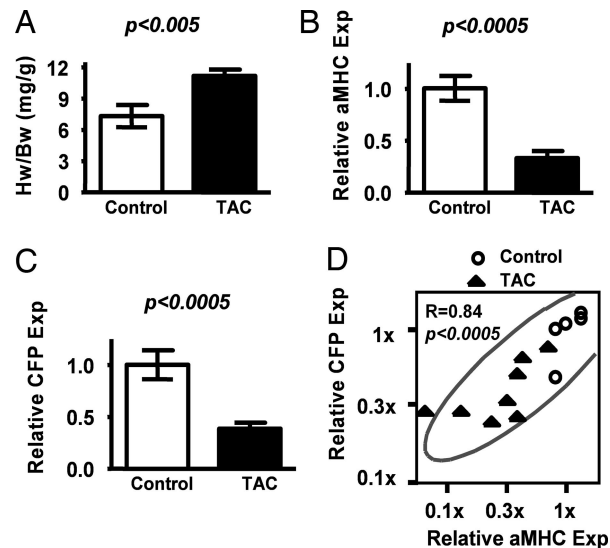 A
p<0.005
Hw/Bw (mg/g)
12
9
6
3
0
Control TAC
B
p<0.0005
Relative aMHC Exp
1.0
0.5
0.0
Control TAC
C
p<0.0005
Relative CFP Exp
1.0
0.5
0.0
Control TAC
D
Control
TAC
R=0.84
p<0.0005
Relative CFP Exp
1x
0.3x
0.1x
0.1x 0.3x 1x
Relative aMHC Exp